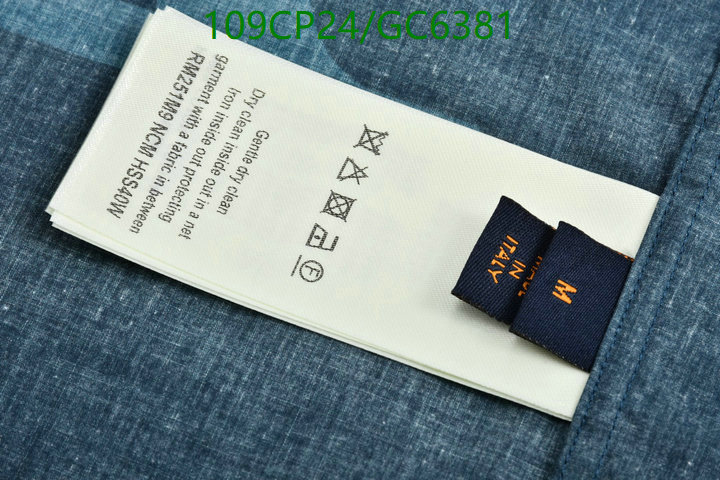 109CP24/GC6381
Gentle dry clean
Dry clean inside out in a net
Iron inside out protecting
garment with a fabric in between
RM251M9 NCM HSS40W
F
MADE
IN
ITALY
M